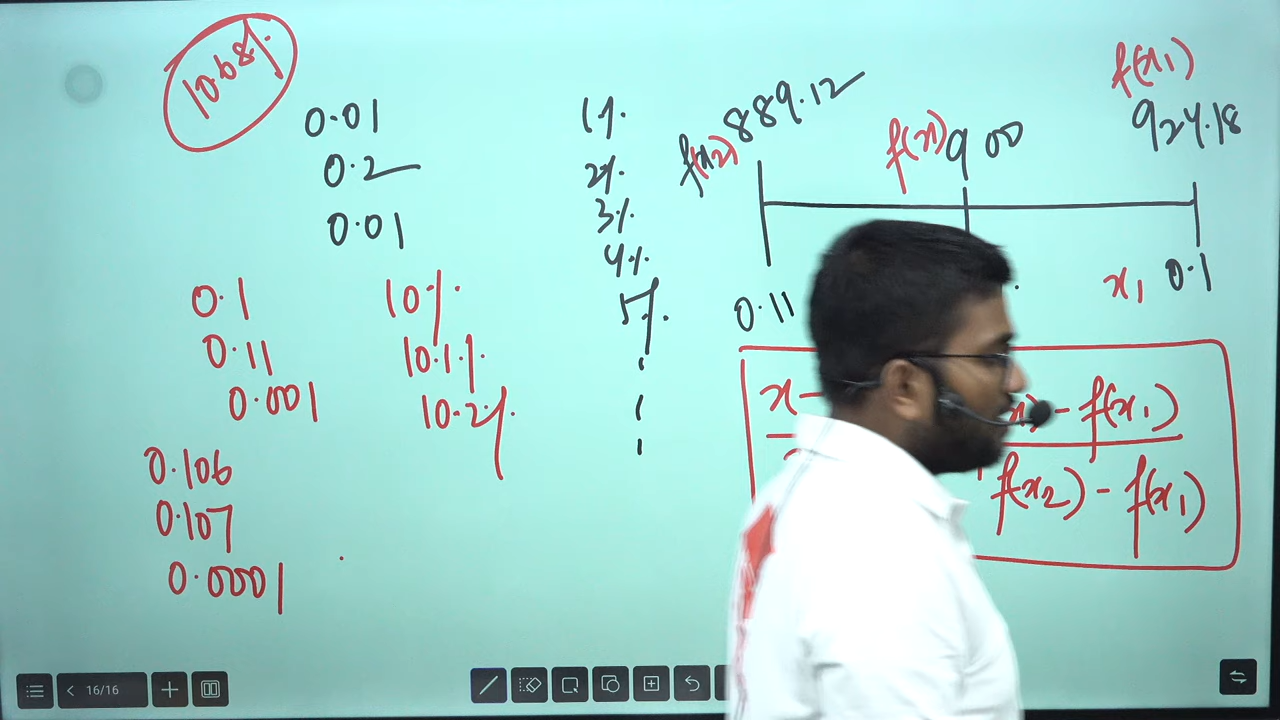 10.68%
0.01
0.2
0.01
0.1 10%
0.11 10.1%
0.001 10.2%
0.106
0.107
0.0001
1%
2%
3%
4%
5%
f(x2) 889.12
f(x) 900
f(x1)
924.18
0.11
x1 0.1
x-
- f(x1)
f(x2) - f(x1)
16/16